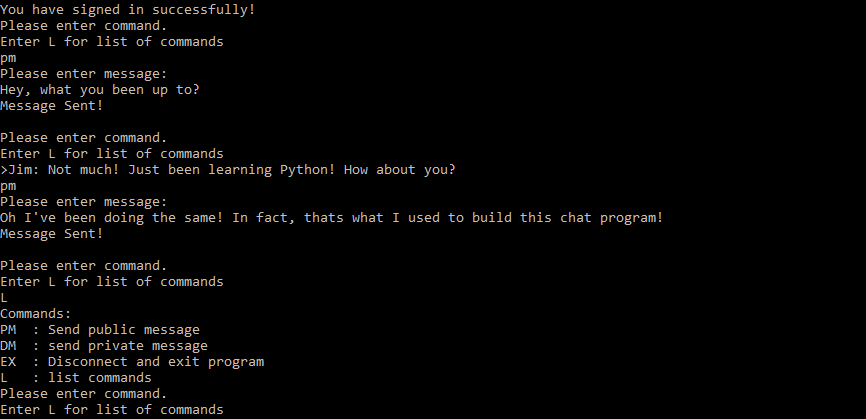 You have signed in successfully!
Please enter command.
Enter L for list of commands
pm
Please enter message:
Hey, what you been up to?
Message Sent!

Please enter command.
Enter L for list of commands
>Jim: Not much! Just been learning Python! How about you?
pm
Please enter message:
Oh I've been doing the same! In fact, thats what I used to build this chat program!
Message Sent!

Please enter command.
Enter L for list of commands
L
Commands:
PM  : Send public message
DM  : send private message
EX  : Disconnect and exit program
L   : list commands
Please enter command.
Enter L for list of commands